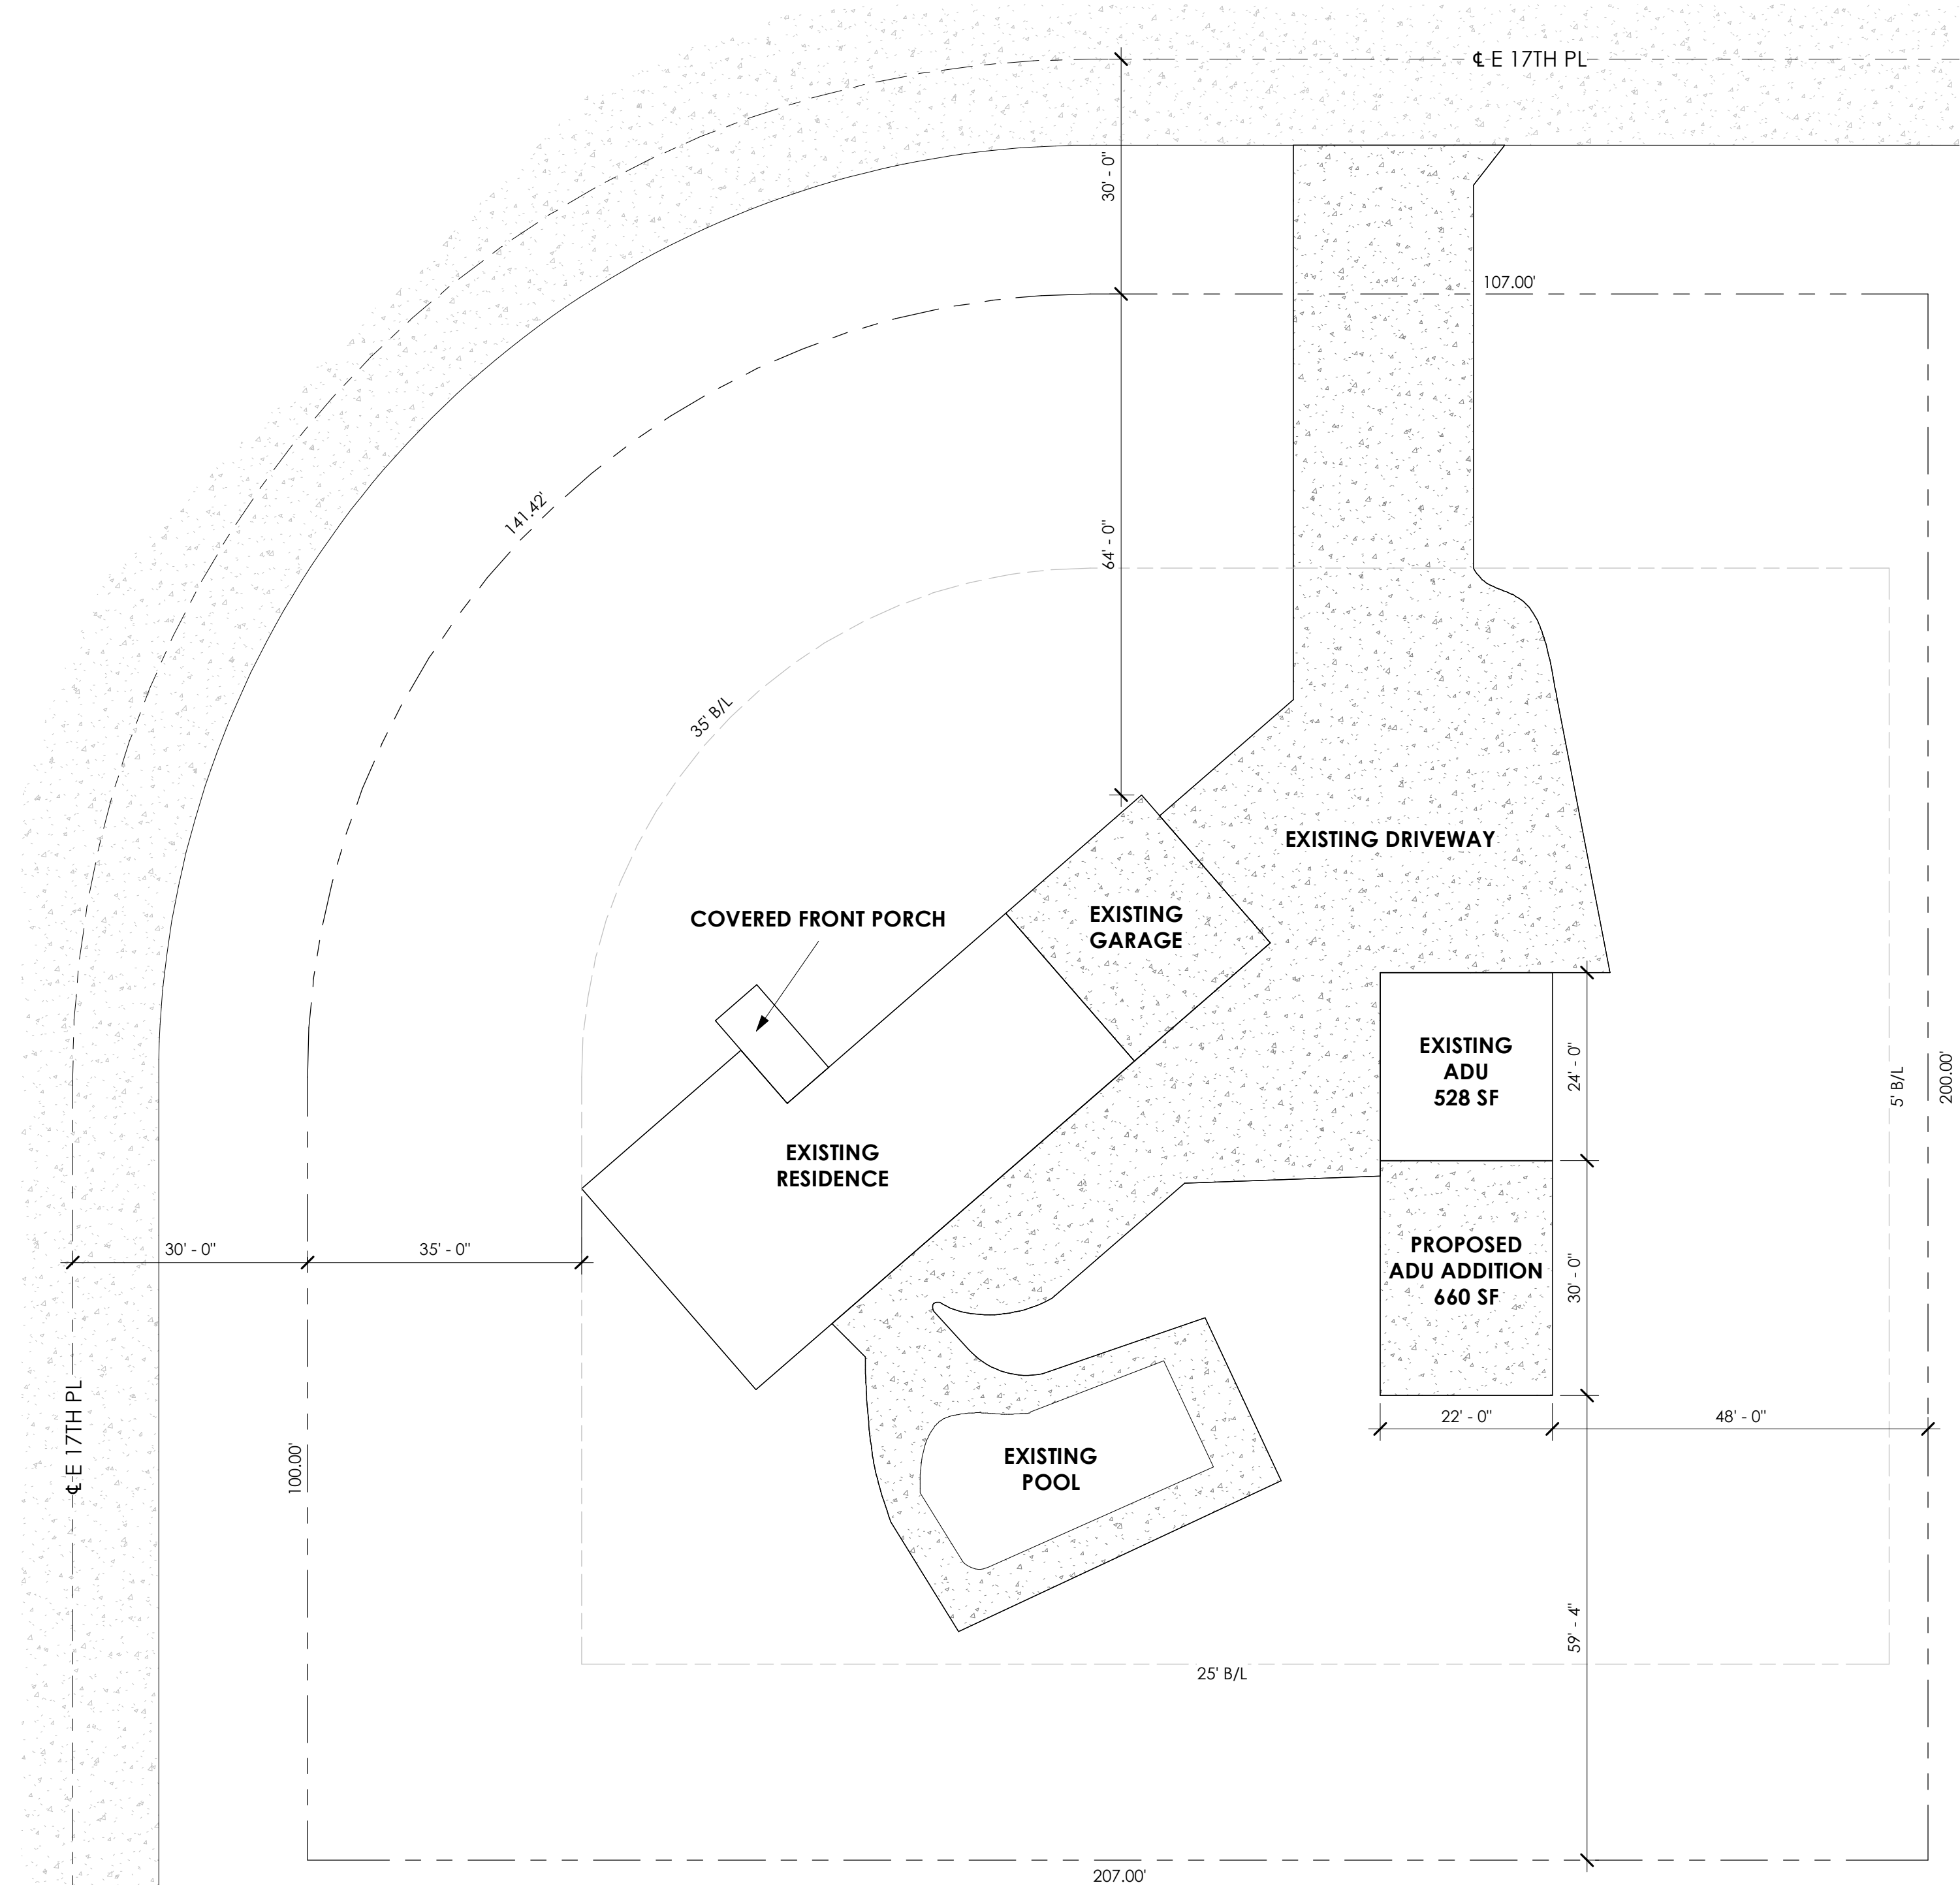 ℄ E 17TH PL
30' - 0"
107.00'
141.42'
64' - 0"
35' B/L
EXISTING DRIVEWAY
COVERED FRONT PORCH
EXISTING
GARAGE
EXISTING
ADU
528 SF
24' - 0"
5' B/L
200.00'
EXISTING
RESIDENCE
30' - 0"
35' - 0"
PROPOSED
ADU ADDITION
660 SF
30' - 0"
22' - 0"
48' - 0"
℄ E 17TH PL
100.00'
EXISTING
POOL
59' - 4"
25' B/L
207.00'